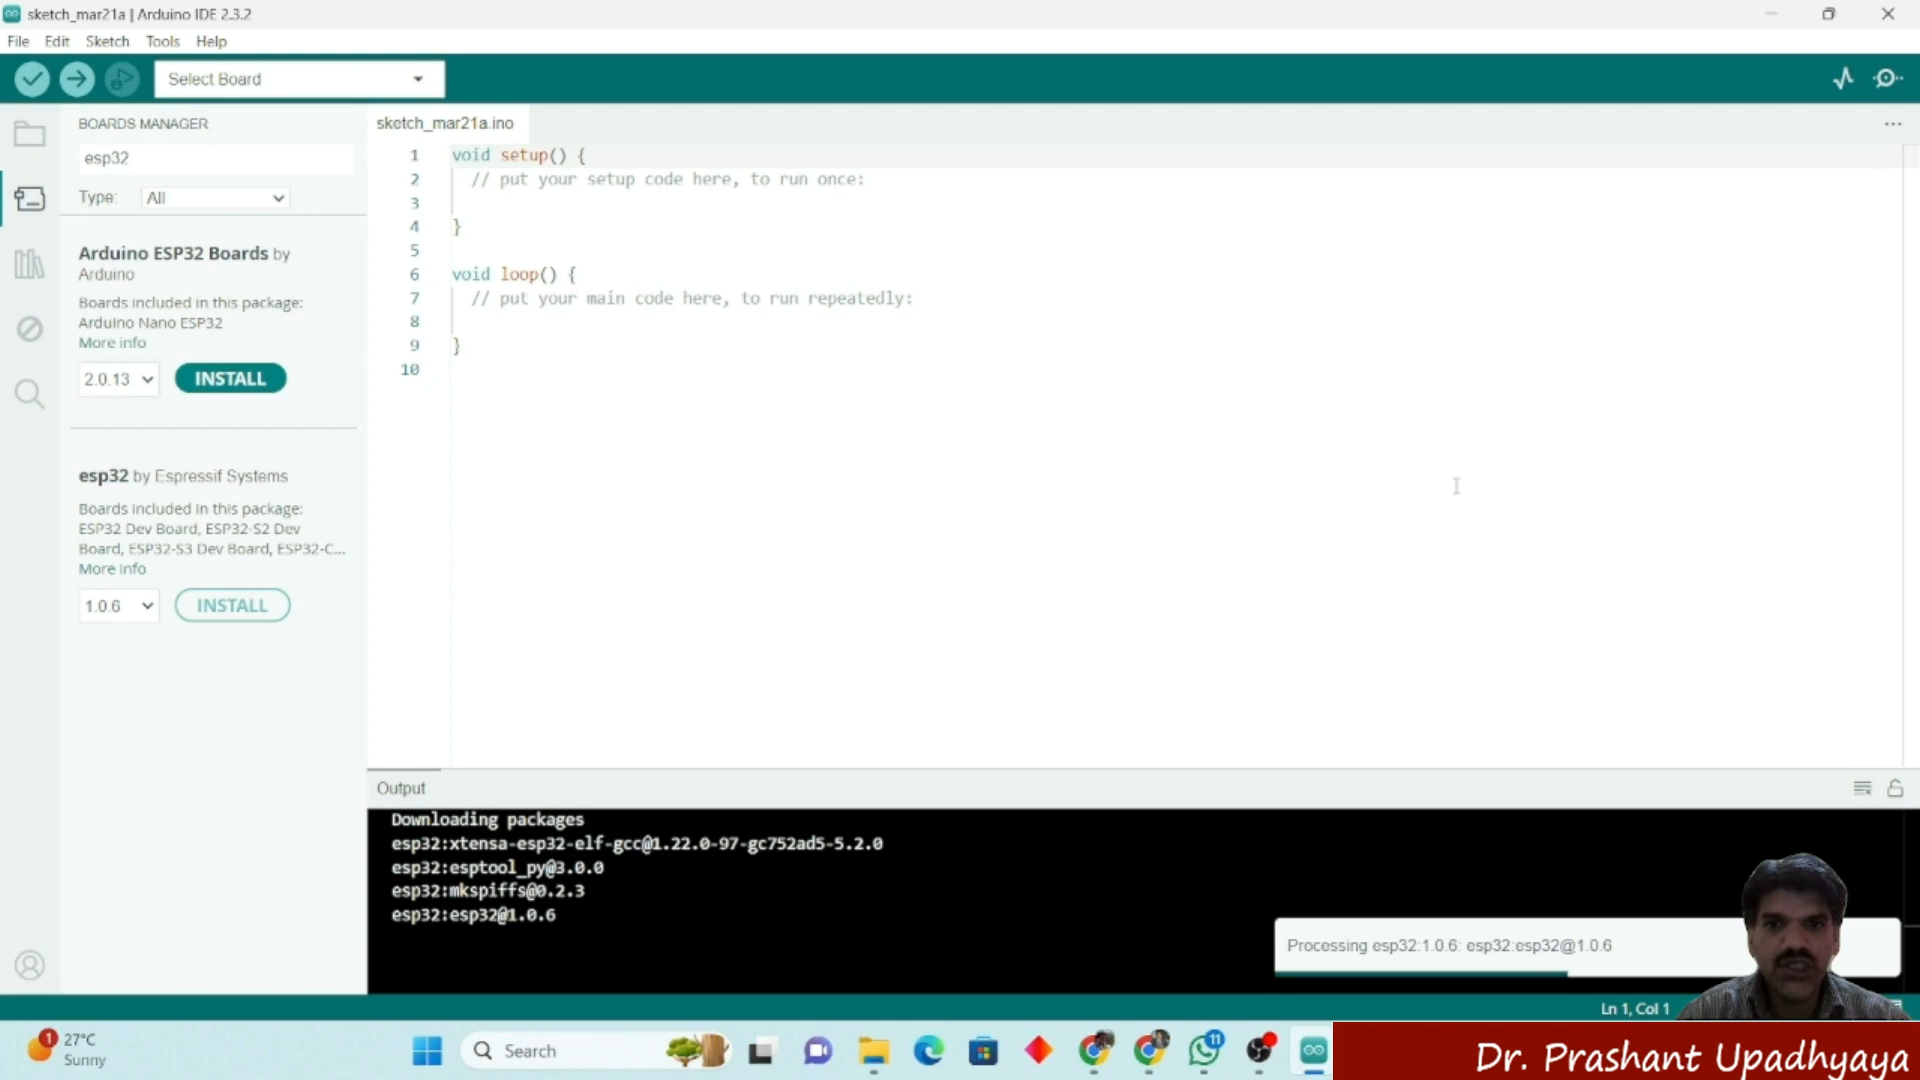 sketch_mar21a | Arduino IDE 2.3.2
File Edit Sketch Tools Help
Select Board
BOARDS MANAGER
esp32
Type: All
Arduino ESP32 Boards by
Arduino
Boards included in this package:
Arduino Nano ESP32
More info
2.0.13 INSTALL
esp32 by Espressif Systems
Boards included in this package:
ESP32 Dev Board, ESP32-S2 Dev
Board, ESP32-S3 Dev Board, ESP32-C...
More info
1.0.6 INSTALL
sketch_mar21a.ino
1 void setup() {
2 // put your setup code here, to run once:
3
4 }
5
6 void loop() {
7 // put your main code here, to run repeatedly:
8
9 }
10
Output
Downloading packages
esp32:xtensa-esp32-elf-gcc@1.22.0-97-gc752ad5-5.2.0
esp32:esptool_py@3.0.0
esp32:mkspiffs@0.2.3
esp32:esp32@1.0.6
Processing esp32:1.0.6: esp32:esp32@1.0.6
Ln 1, Col 1
1
27°C
Sunny
Search
11
Dr. Prashant Upadhyaya